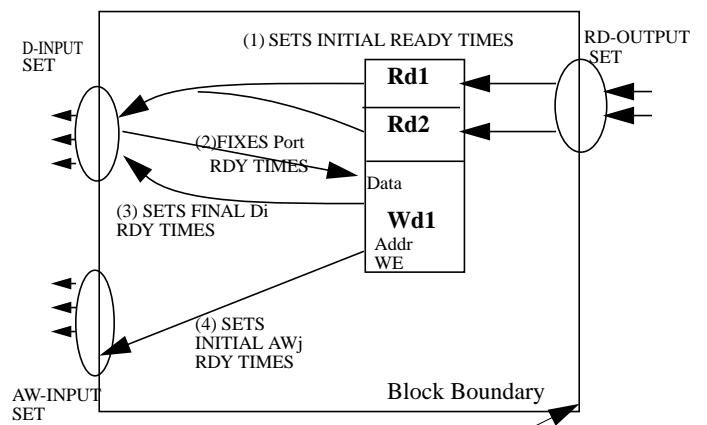 (1) SETS INITIAL READY TIMES
D-INPUT
SET
RD-OUTPUT
SET
Rd1
Rd2
(2)FIXES Port
RDY TIMES
Data
(3) SETS FINAL Di
RDY TIMES
Wd1
Addr
WE
(4) SETS
INITIAL AWj
RDY TIMES
AW-INPUT
SET
Block Boundary